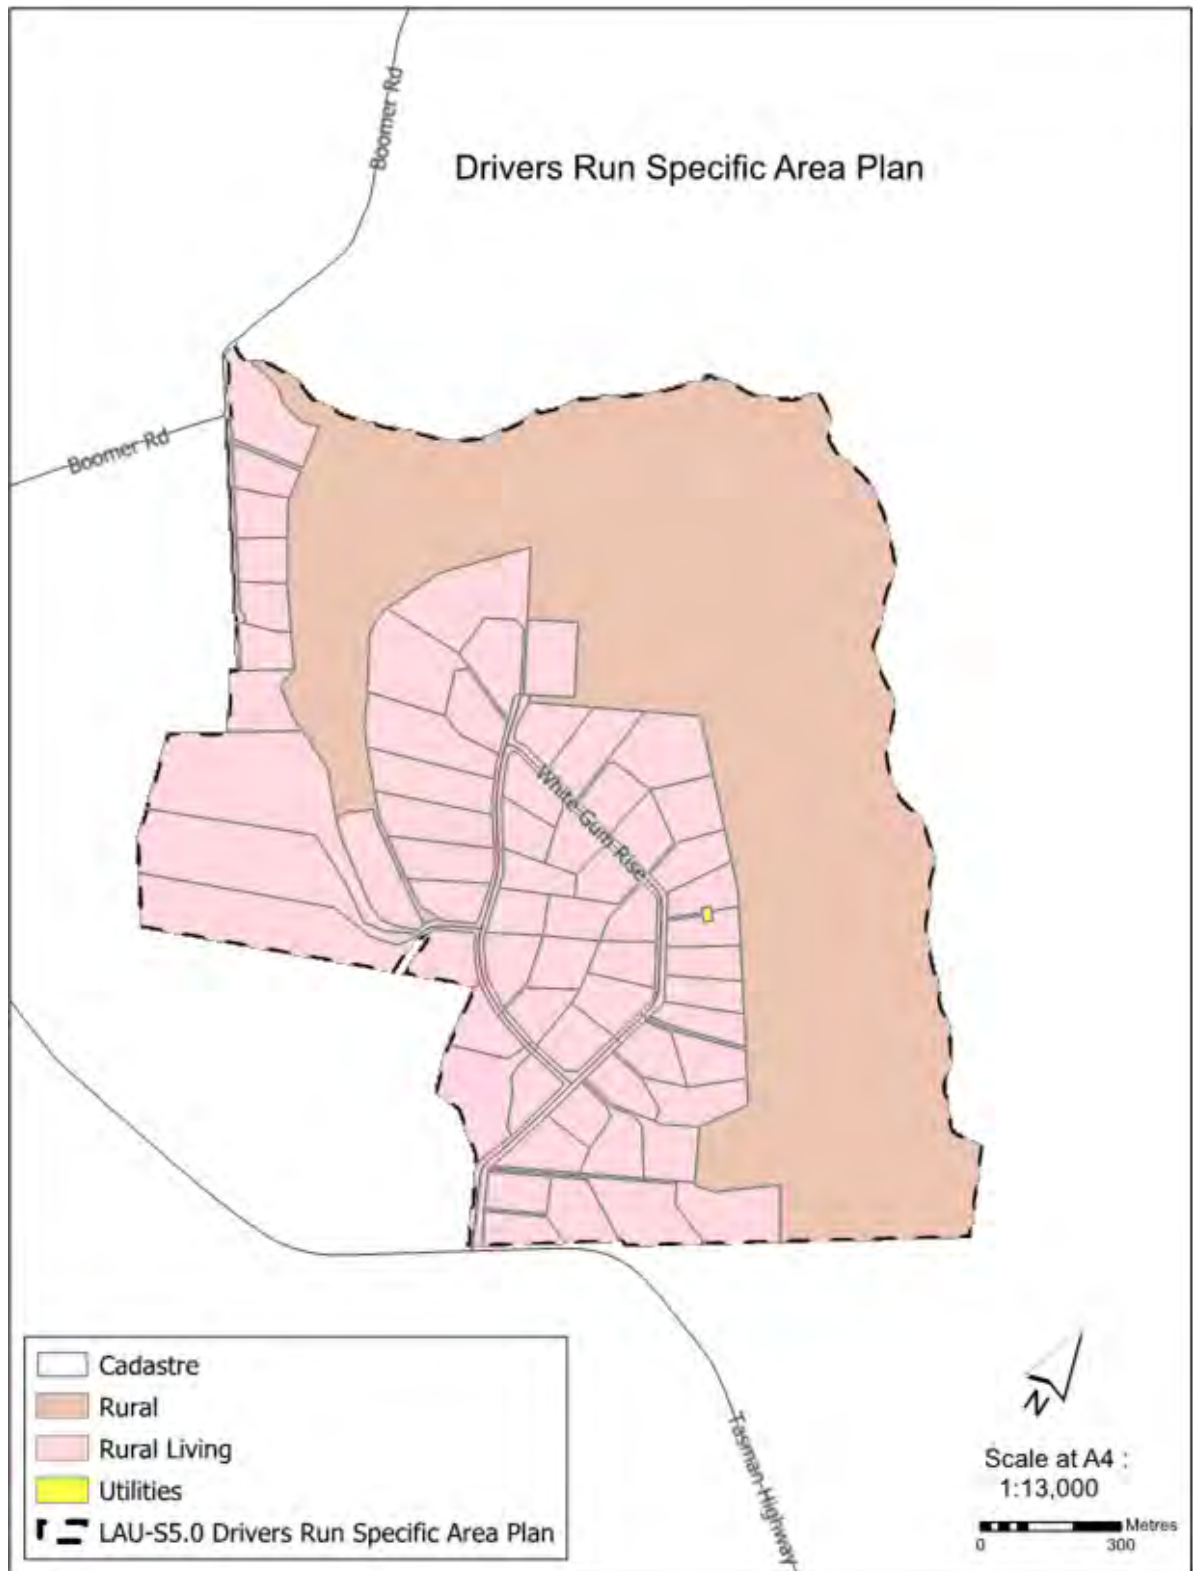 Boomer Rd
Drivers Run Specific Area Plan
Boomer Rd
White Gum Rise
Cadastre
Rural
Rural Living
Utilities
LAU-S5.0 Drivers Run Specific Area Plan
Tasman Highway
N
Scale at A4 :
1:13,000
Metres
0 300